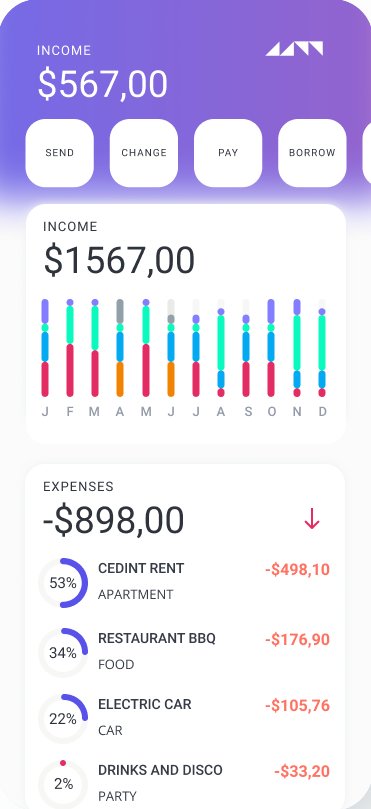 INCOME
$567,00
SEND
CHANGE
PAY
BORROW
INCOME
$1567,00
J F M A M J J A S O N D
EXPENSES
-$898,00
53%
CEDINT RENT
-$498,10
APARTMENT
34%
RESTAURANT BBQ
-$176,90
FOOD
22%
ELECTRIC CAR
-$105,76
CAR
2%
DRINKS AND DISCO
-$33,20
PARTY